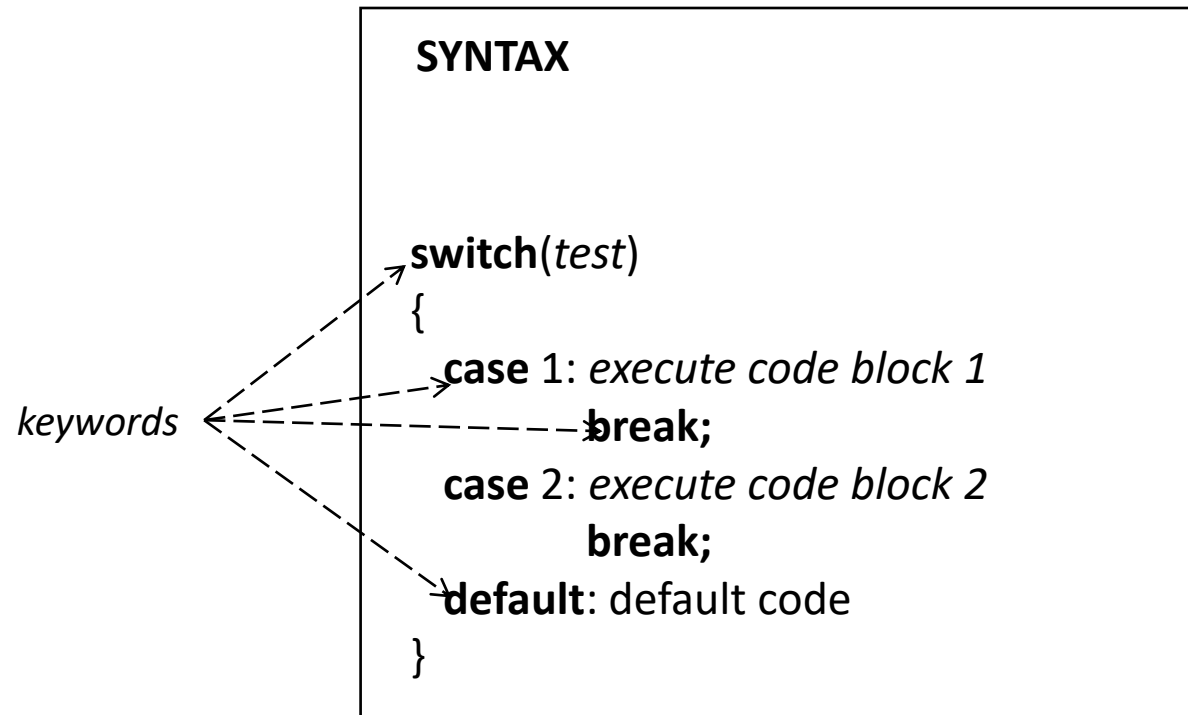 SYNTAX
switch(test)
{
case 1: execute code block 1
keywords
break;
case 2: execute code block 2
break;
default: default code
}